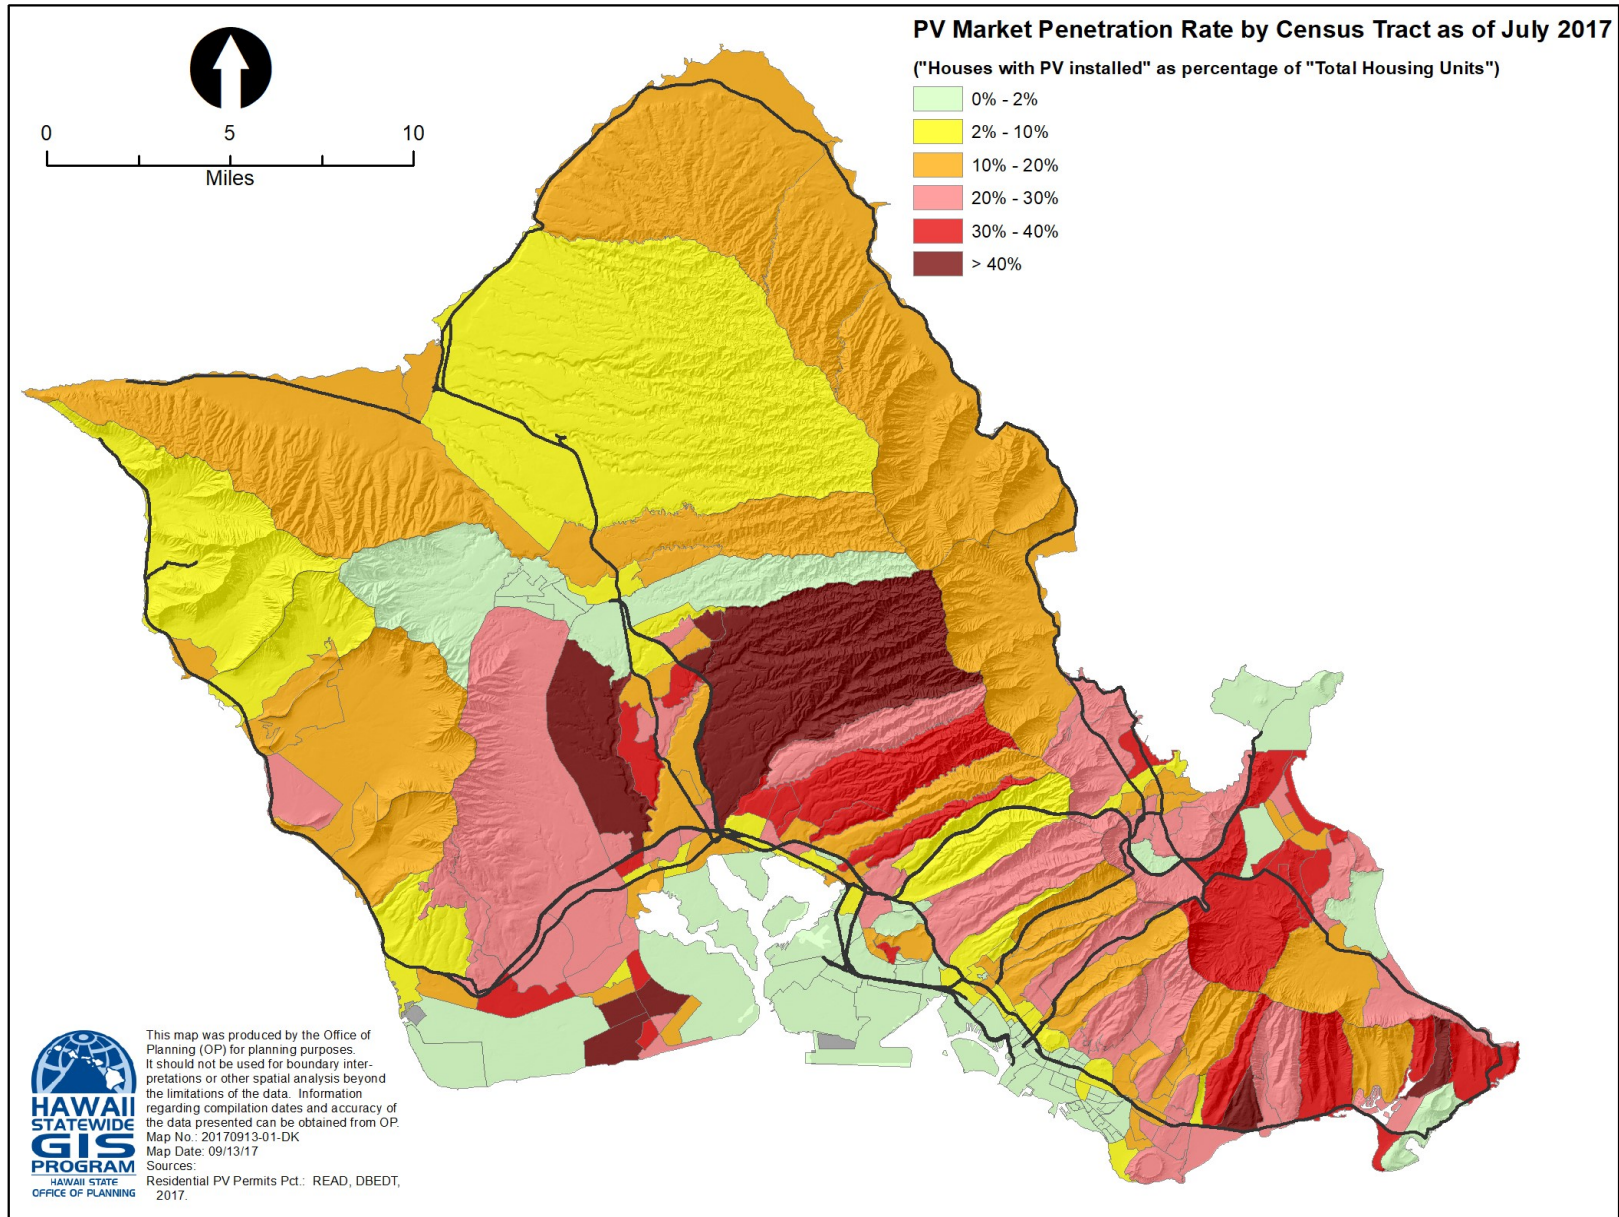 PV Market Penetration Rate by Census Tract as of July 2017
("Houses with PV installed" as percentage of "Total Housing Units")
0% - 2%
2% - 10%
10% - 20%
20% - 30%
30% - 40%
> 40%
0 5 10
Miles
This map was produced by the Office of
Planning (OP) for planning purposes.
It should not be used for boundary inter-
pretations or other spatial analysis beyond
the limitations of the data. Information
regarding compilation dates and accuracy of
the data presented can be obtained from OP.
Map No.: 20170913-01-DK
Map Date: 09/13/17
Sources:
Residential PV Permits Pct.: READ, DBEDT,
2017.
HAWAII
STATEWIDE
GIS
PROGRAM
HAWAII STATE
OFFICE OF PLANNING